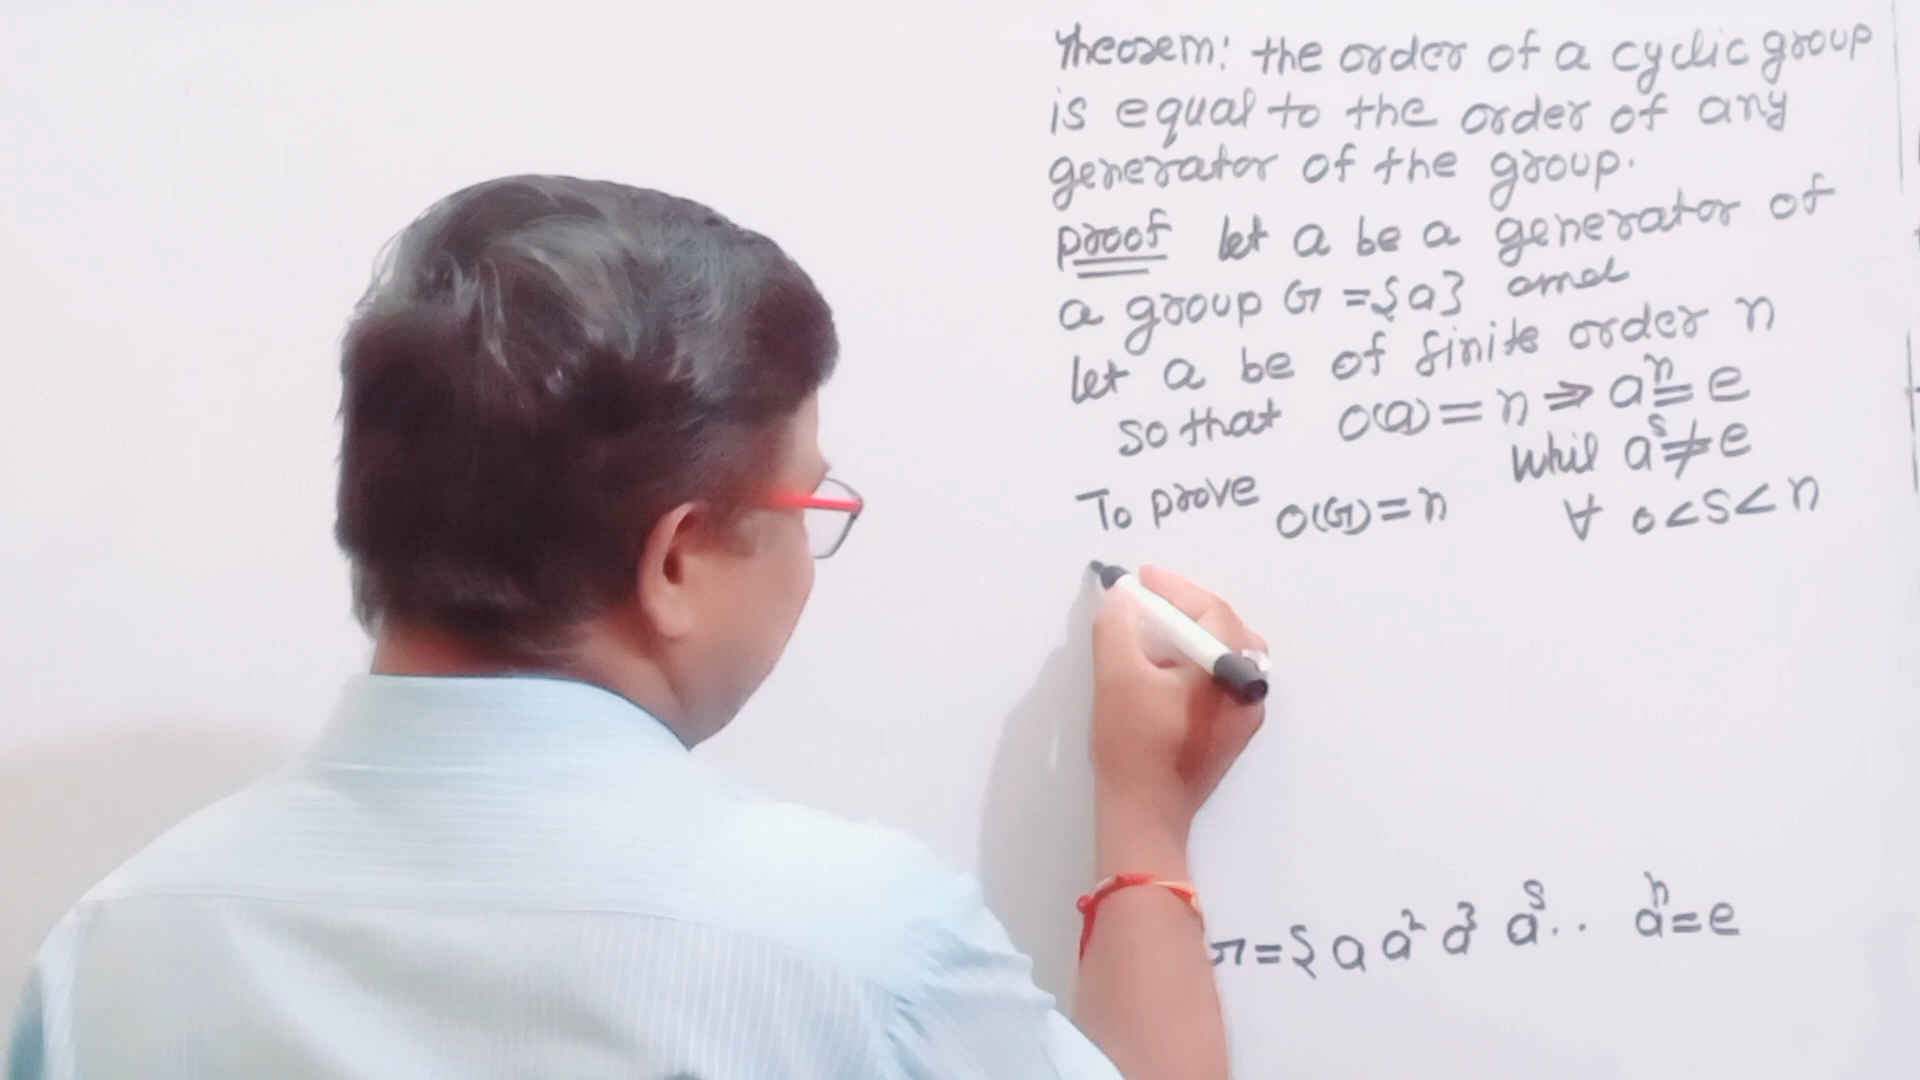 Theorem: the order of a cyclic group
is equal to the order of any
generator of the group.
proof let a be a generator of
a group G = {a} and
let a be of finite order n
so that O(a) = n ⇒ aⁿ = e
whil aˢ ≠ e
To prove O(G) = n ∀ 0 < s < n
G = { a a² a³ aˢ .. aⁿ = e